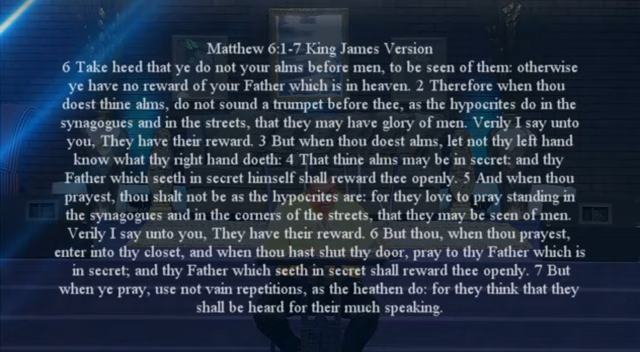 Matthew 6:1-7 King James Version
6 Take heed that ye do not your alms before men, to be seen of them: otherwise
ye have no reward of your Father which is in heaven. 2 Therefore when thou
doest thine alms, do not sound a trumpet before thee, as the hypocrites do in the
synagogues and in the streets, that they may have glory of men. Verily I say unto
you, They have their reward. 3 But when thou doest alms, let not thy left hand
know what thy right hand doeth: 4 That thine alms may be in secret: and thy
Father which seeth in secret himself shall reward thee openly. 5 And when thou
prayest, thou shalt not be as the hypocrites are: for they love to pray standing in
the synagogues and in the corners of the streets, that they may be seen of men.
Verily I say unto you, They have their reward. 6 But thou, when thou prayest,
enter into thy closet, and when thou hast shut thy door, pray to thy Father which is
in secret; and thy Father which seeth in secret shall reward thee openly. 7 But
when ye pray, use not vain repetitions, as the heathen do: for they think that they
shall be heard for their much speaking.